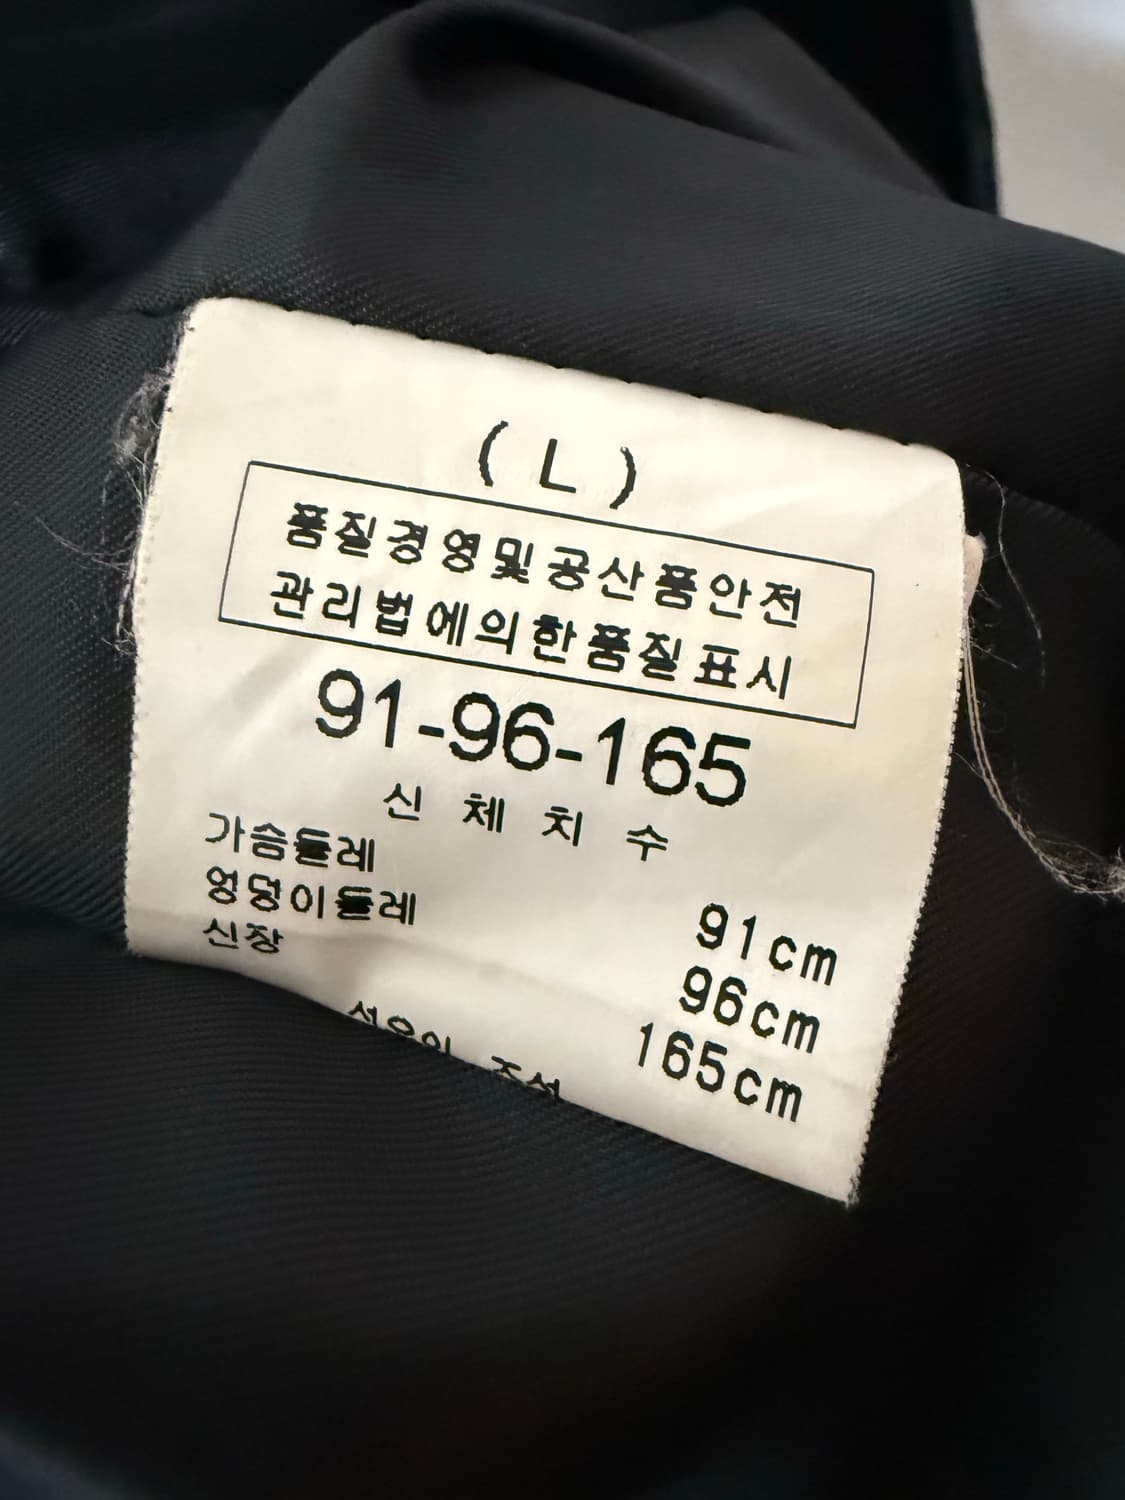 ( L )
품질경영및공산품안전
관리법에의한품질표시
91-96-165
신 체 치 수
가슴둘레 91cm
엉덩이둘레 96cm
신장 165cm